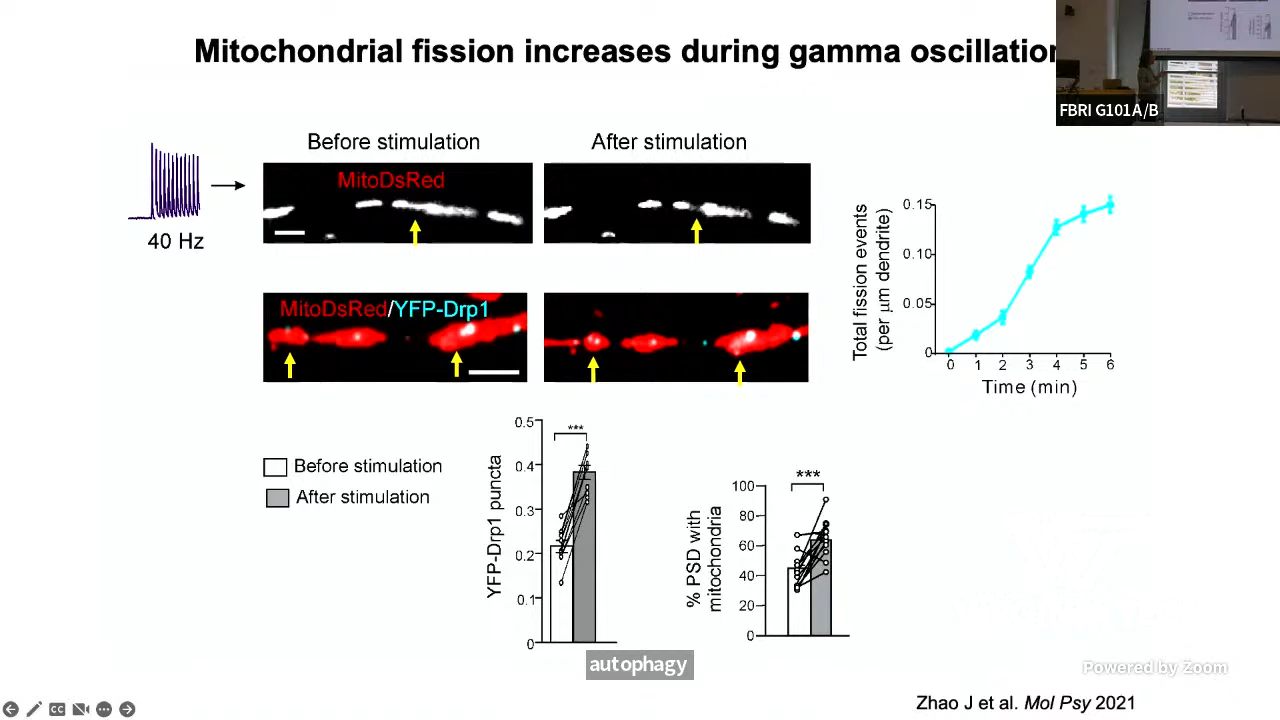 Mitochondrial fission increases during gamma oscillation
FBRI G101A/B
Before stimulation
After stimulation
40 Hz
MitoDsRed
MitoDsRed/YFP-Drp1
Total fission events
(per μm dendrite)
0.15
0.10
0.05
0
0 1 2 3 4 5 6
Time (min)
Before stimulation
After stimulation
YFP-Drp1 puncta
0.5
0.4
0.3
0.2
0.1
0
***
% PSD with
mitochondria
100
80
60
40
20
0
***
autophagy
Powered by Zoom
Zhao J et al. Mol Psy 2021